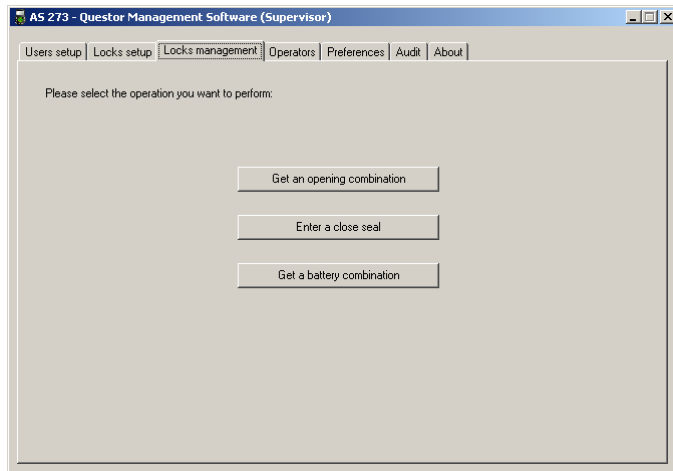 AS 273 - Questor Management Software (Supervisor)
Users setup Locks setup Locks management Operators Preferences Audit About
Please select the operation you want to perform:
Get an opening combination
Enter a close seal
Get a battery combination